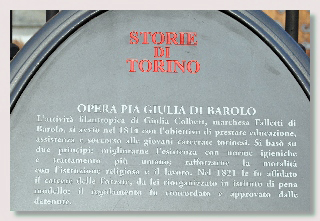 STORIE
DI
TORINO
OPERA PIA GIULIA DI BAROLO
L'attività filantropica di Giulia Colbert, marchesa Falletti di
Barolo, si avviò nel 1814 con l'obiettivo di prestare educazione,
assistenza e soccorso alle giovani carcerate torinesi. Si basò su
due principi: migliorarne l'esistenza con norme igieniche
e trattamento più umano; rafforzarne la moralità
con l'istruzione religiosa e il lavoro. Nel 1821 le fu affidato
il carcere delle Forzate, da lei riorganizzato in istituto di pena
modello: il regolamento fu concordato e approvato dalle
detenute.